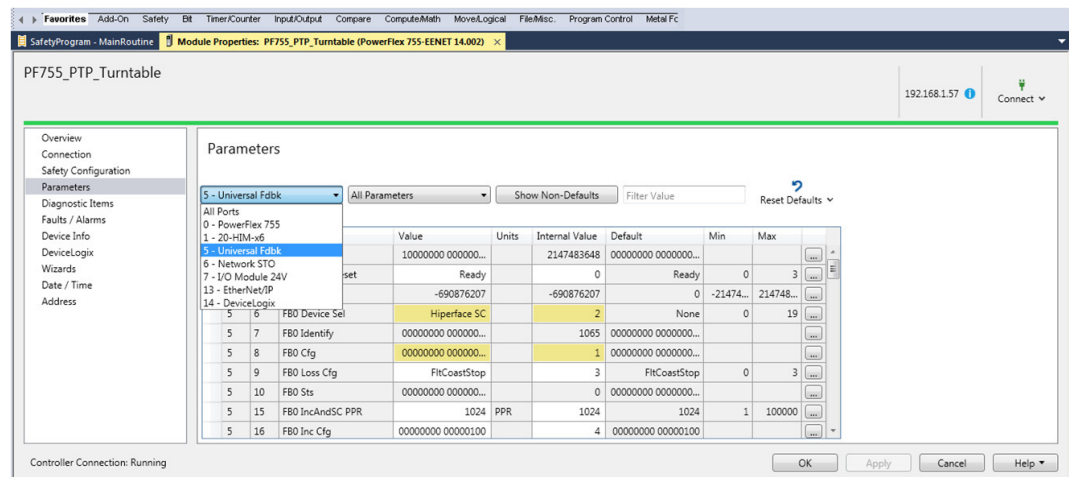 Favorites Add-On Safety Bit Timer/Counter Input/Output Compare Compute/Math Move/Logical File/Misc. Program Control Metal Fc
SafetyProgram - MainRoutine Module Properties: PF755_PTP_Turntable (PowerFlex 755-EENET 14.002) ×
PF755_PTP_Turntable
192.168.1.57 Connect
Overview
Connection
Safety Configuration
Parameters
Diagnostic Items
Faults / Alarms
Device Info
DeviceLogix
Wizards
Date / Time
Address
Parameters
5 - Universal Fdbk All Parameters Show Non-Defaults Filter Value Reset Defaults
All Ports
0 - PowerFlex 755
1 - 20-HIM-x6
5 - Universal Fdbk
6 - Network STO
7 - I/O Module 24V
13 - EtherNet/IP
14 - DeviceLogix
Value Units Internal Value Default Min Max
10000000 000000... 2147483648 00000000 0000000... ...
set Ready 0 Ready 0 3 ...
-690876207 -690876207 0 -21474... 214748... ...
5 6 FB0 Device Sel Hiperface SC 2 None 0 19 ...
5 7 FB0 Identify 00000000 000000... 1065 00000000 0000000... ...
5 8 FB0 Cfg 00000000 000000... 1 00000000 0000000... ...
5 9 FB0 Loss Cfg FltCoastStop 3 FltCoastStop 0 3 ...
5 10 FB0 Sts 00000000 000000... 0 00000000 0000000... ...
5 15 FB0 IncAndSC PPR 1024 PPR 1024 1024 1 100000 ...
5 16 FB0 Inc Cfg 00000000 00000100 4 00000000 00000100 ...
Controller Connection: Running OK Apply Cancel Help